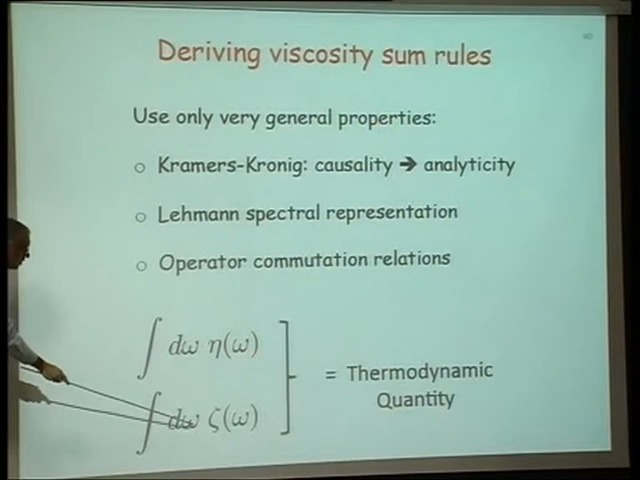 Deriving viscosity sum rules
Use only very general properties:
○ Kramers-Kronig: causality ➔ analyticity
○ Lehmann spectral representation
○ Operator commutation relations
∫ dω η(ω)
∫ dω ζ(ω)
= Thermodynamic
Quantity